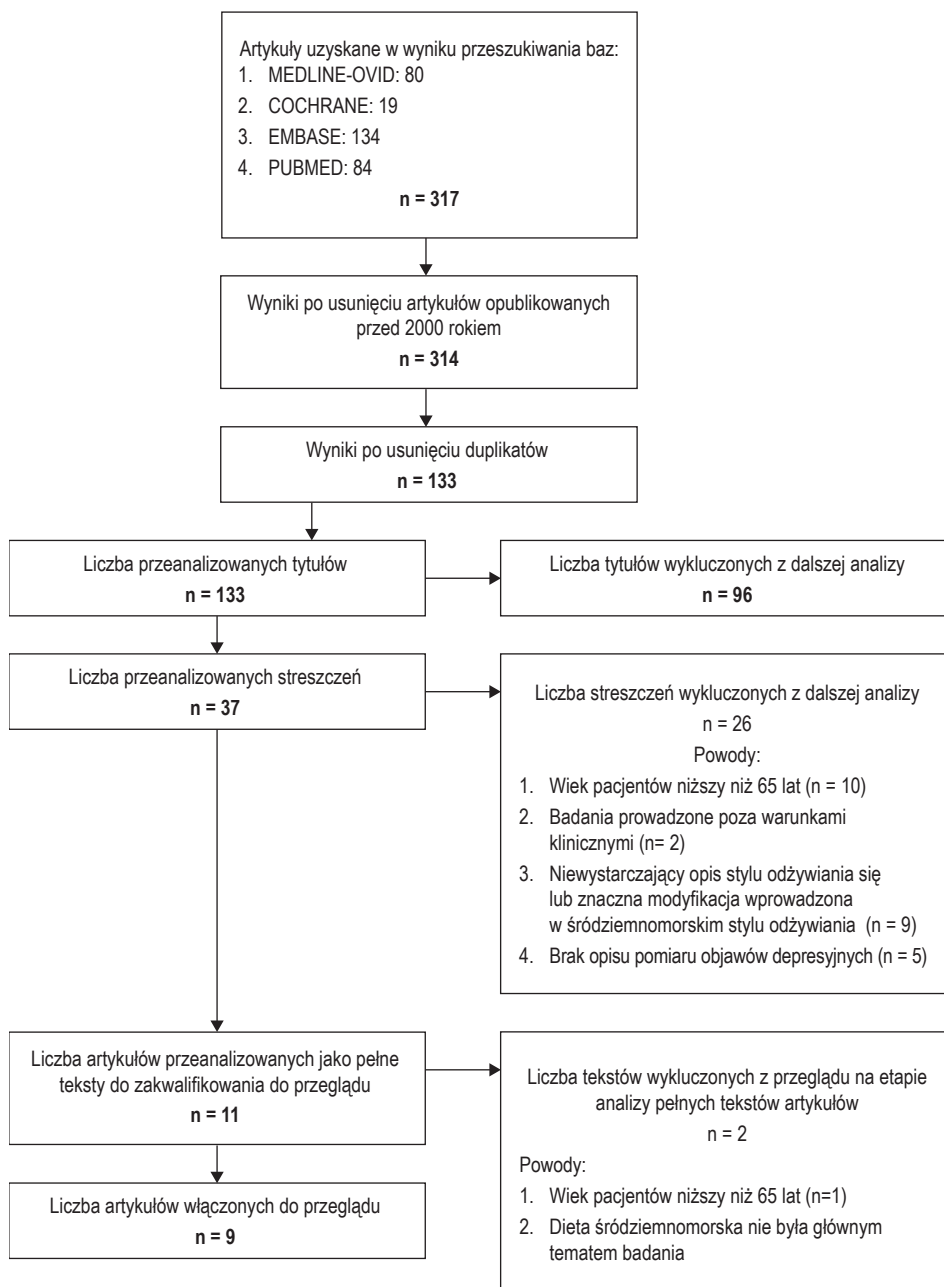 Artykuły uzyskane w wyniku przeszukiwania baz:
1. MEDLINE-OVID: 80
2. COCHRANE: 19
3. EMBASE: 134
4. PUBMED: 84
n = 317
Wyniki po usunięciu artykułów opublikowanych
przed 2000 rokiem
n = 314
Wyniki po usunięciu duplikatów
n = 133
Liczba przeanalizowanych tytułów
n = 133
Liczba tytułów wykluczonych z dalszej analizy
n = 96
Liczba przeanalizowanych streszczeń
n = 37
Liczba streszczeń wykluczonych z dalszej analizy
n = 26
Powody:
1. Wiek pacjentów niższy niż 65 lat (n = 10)
2. Badania prowadzone poza warunkami
klinicznymi (n= 2)
3. Niewystarczający opis stylu odżywiania się
lub znaczna modyfikacja wprowadzona
w śródziemnomorskim stylu odżywiania (n = 9)
4. Brak opisu pomiaru objawów depresyjnych (n = 5)
Liczba artykułów przeanalizowanych jako pełne
teksty do zakwalifikowania do przeglądu
n = 11
Liczba tekstów wykluczonych z przeglądu na etapie
analizy pełnych tekstów artykułów
n = 2
Powody:
1. Wiek pacjentów niższy niż 65 lat (n=1)
2. Dieta śródziemnomorska nie była głównym
tematem badania
Liczba artykułów włączonych do przeglądu
n = 9